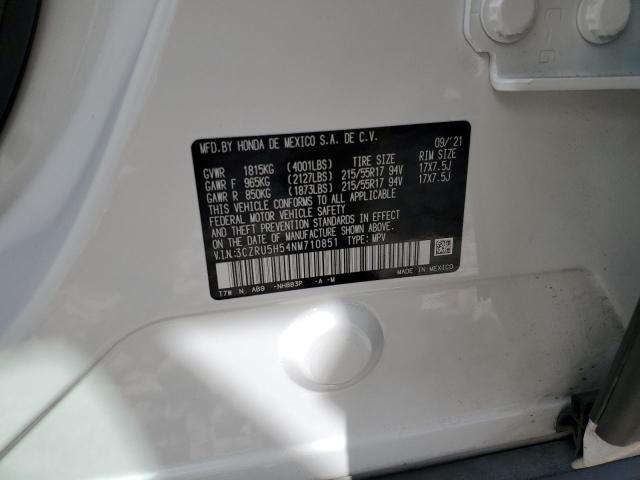 MFD.BY HONDA DE MEXICO S.A. DE C.V. 09/'21
GVWR 1815KG (4001LBS) TIRE SIZE RIM SIZE
GAWR F 965KG (2127LBS) 215/55R17 94V 17X7.5J
GAWR R 850KG (1873LBS) 215/55R17 94V 17X7.5J
THIS VEHICLE CONFORMS TO ALL APPLICABLE
FEDERAL MOTOR VEHICLE SAFETY
AND THEFT PREVENTION STANDARDS IN EFFECT
ON THE DATE OF MANUFACTURE SHOWN ABOVE.
V.I.N.:3CZRU5H54NM710851 TYPE: MPV
MADE IN MEXICO
T7W N AB9 -NH883P -A -M